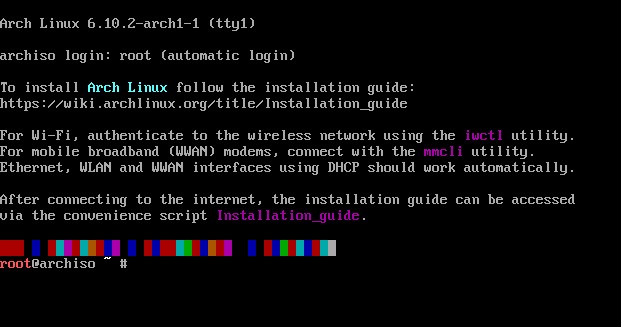 Arch Linux 6.10.2-arch1-1 (tty1)
archiso login: root (automatic login)
To install Arch Linux follow the installation guide:
https://wiki.archlinux.org/title/Installation_guide
For Wi-Fi, authenticate to the wireless network using the iwctl utility.
For mobile broadband (WWAN) modems, connect with the mmcli utility.
Ethernet, WLAN and WWAN interfaces using DHCP should work automatically.
After connecting to the internet, the installation guide can be accessed
via the convenience script Installation_guide.
root@archiso ~ #